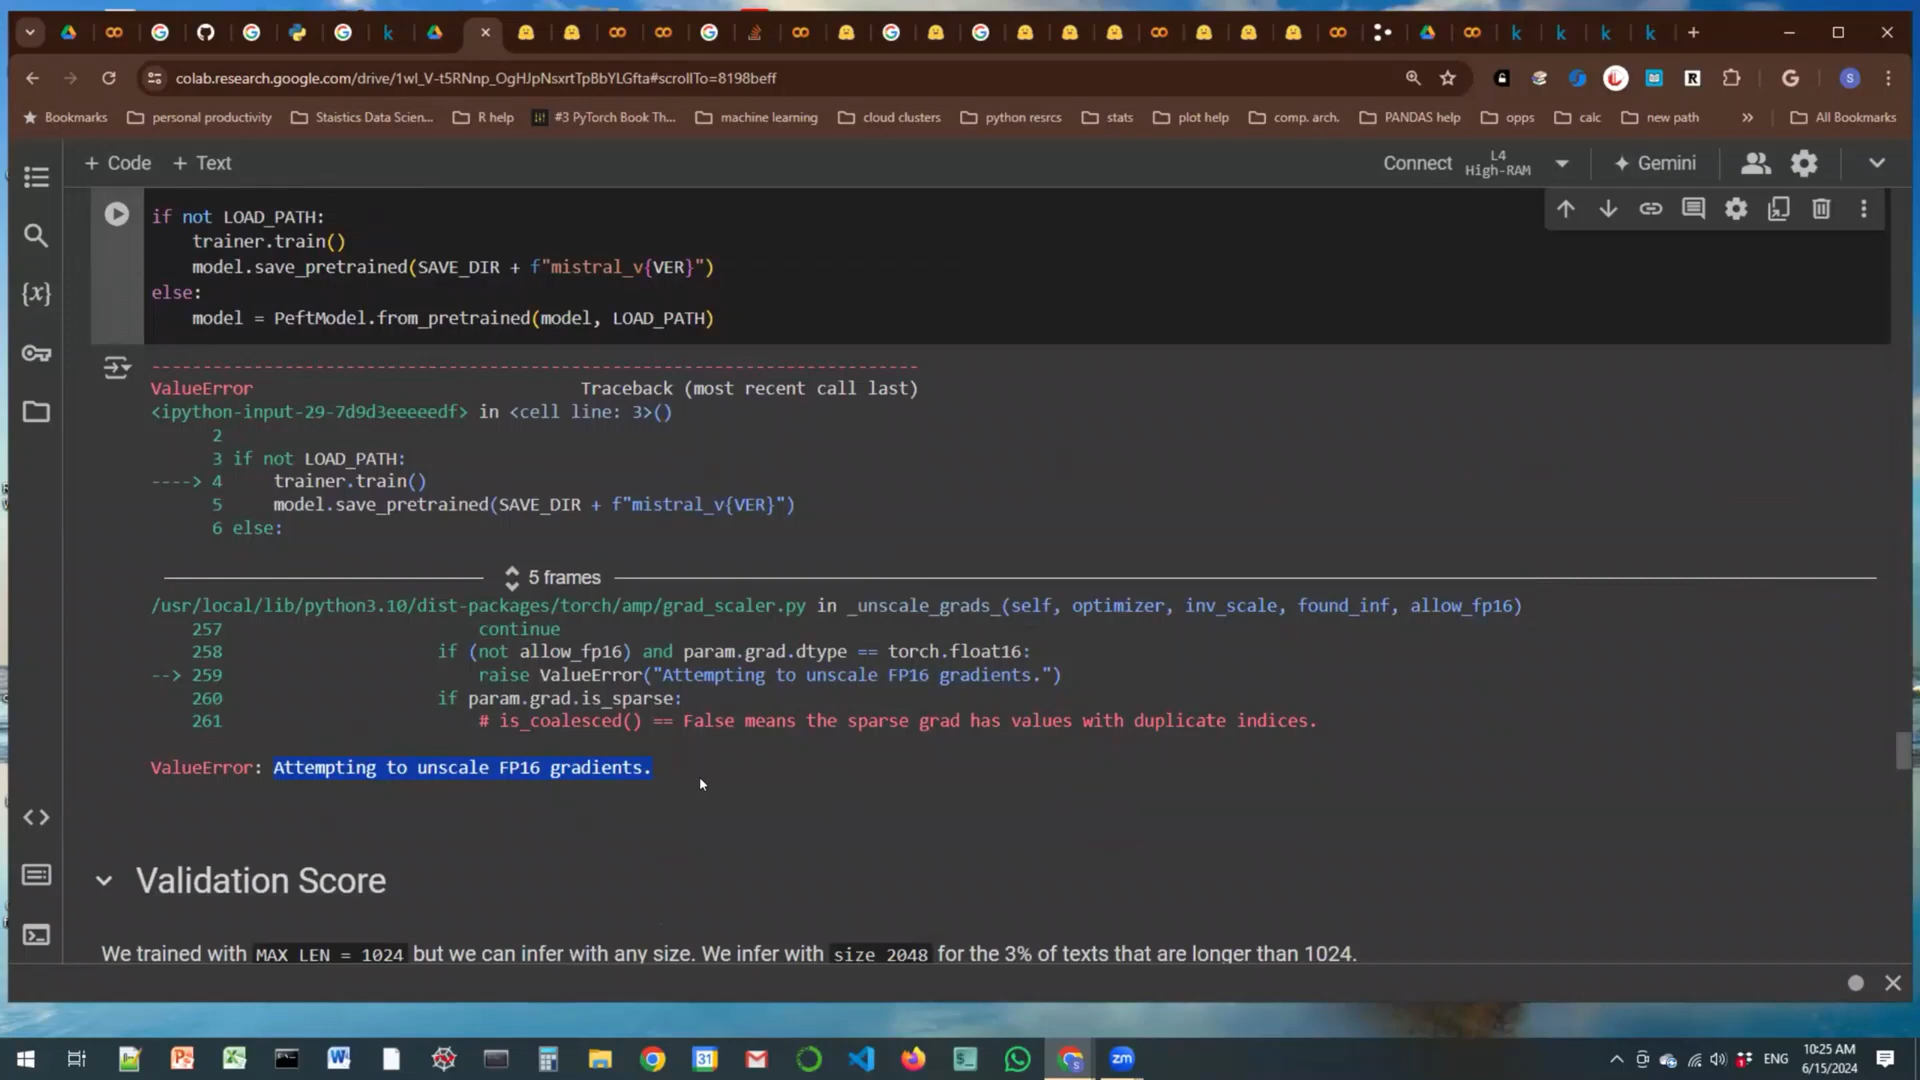 colab.research.google.com/drive/1wl_V-t5RNnp_OgHJpNsxrtTpBbYLGfta#scrollTo=8198beff
Bookmarks personal productivity Staistics Data Scien... R help #3 PyTorch Book Th... machine learning cloud clusters python resrcs stats plot help comp. arch. PANDAS help opps calc new path » All Bookmarks
+ Code + Text Connect L4 High-RAM Gemini
if not LOAD_PATH:
trainer.train()
model.save_pretrained(SAVE_DIR + f"mistral_v{VER}")
else:
model = PeftModel.from_pretrained(model, LOAD_PATH)
---------------------------------------------------------------------------
ValueError Traceback (most recent call last)
<ipython-input-29-7d9d3eeeeedf> in <cell line: 3>()
2
3 if not LOAD_PATH:
----> 4 trainer.train()
5 model.save_pretrained(SAVE_DIR + f"mistral_v{VER}")
6 else:
5 frames
/usr/local/lib/python3.10/dist-packages/torch/amp/grad_scaler.py in _unscale_grads_(self, optimizer, inv_scale, found_inf, allow_fp16)
257 continue
258 if (not allow_fp16) and param.grad.dtype == torch.float16:
--> 259 raise ValueError("Attempting to unscale FP16 gradients.")
260 if param.grad.is_sparse:
261 # is_coalesced() == False means the sparse grad has values with duplicate indices.
ValueError: Attempting to unscale FP16 gradients.
Validation Score
We trained with MAX LEN = 1024 but we can infer with any size. We infer with size 2048 for the 3% of texts that are longer than 1024.
ENG 10:25 AM
6/15/2024